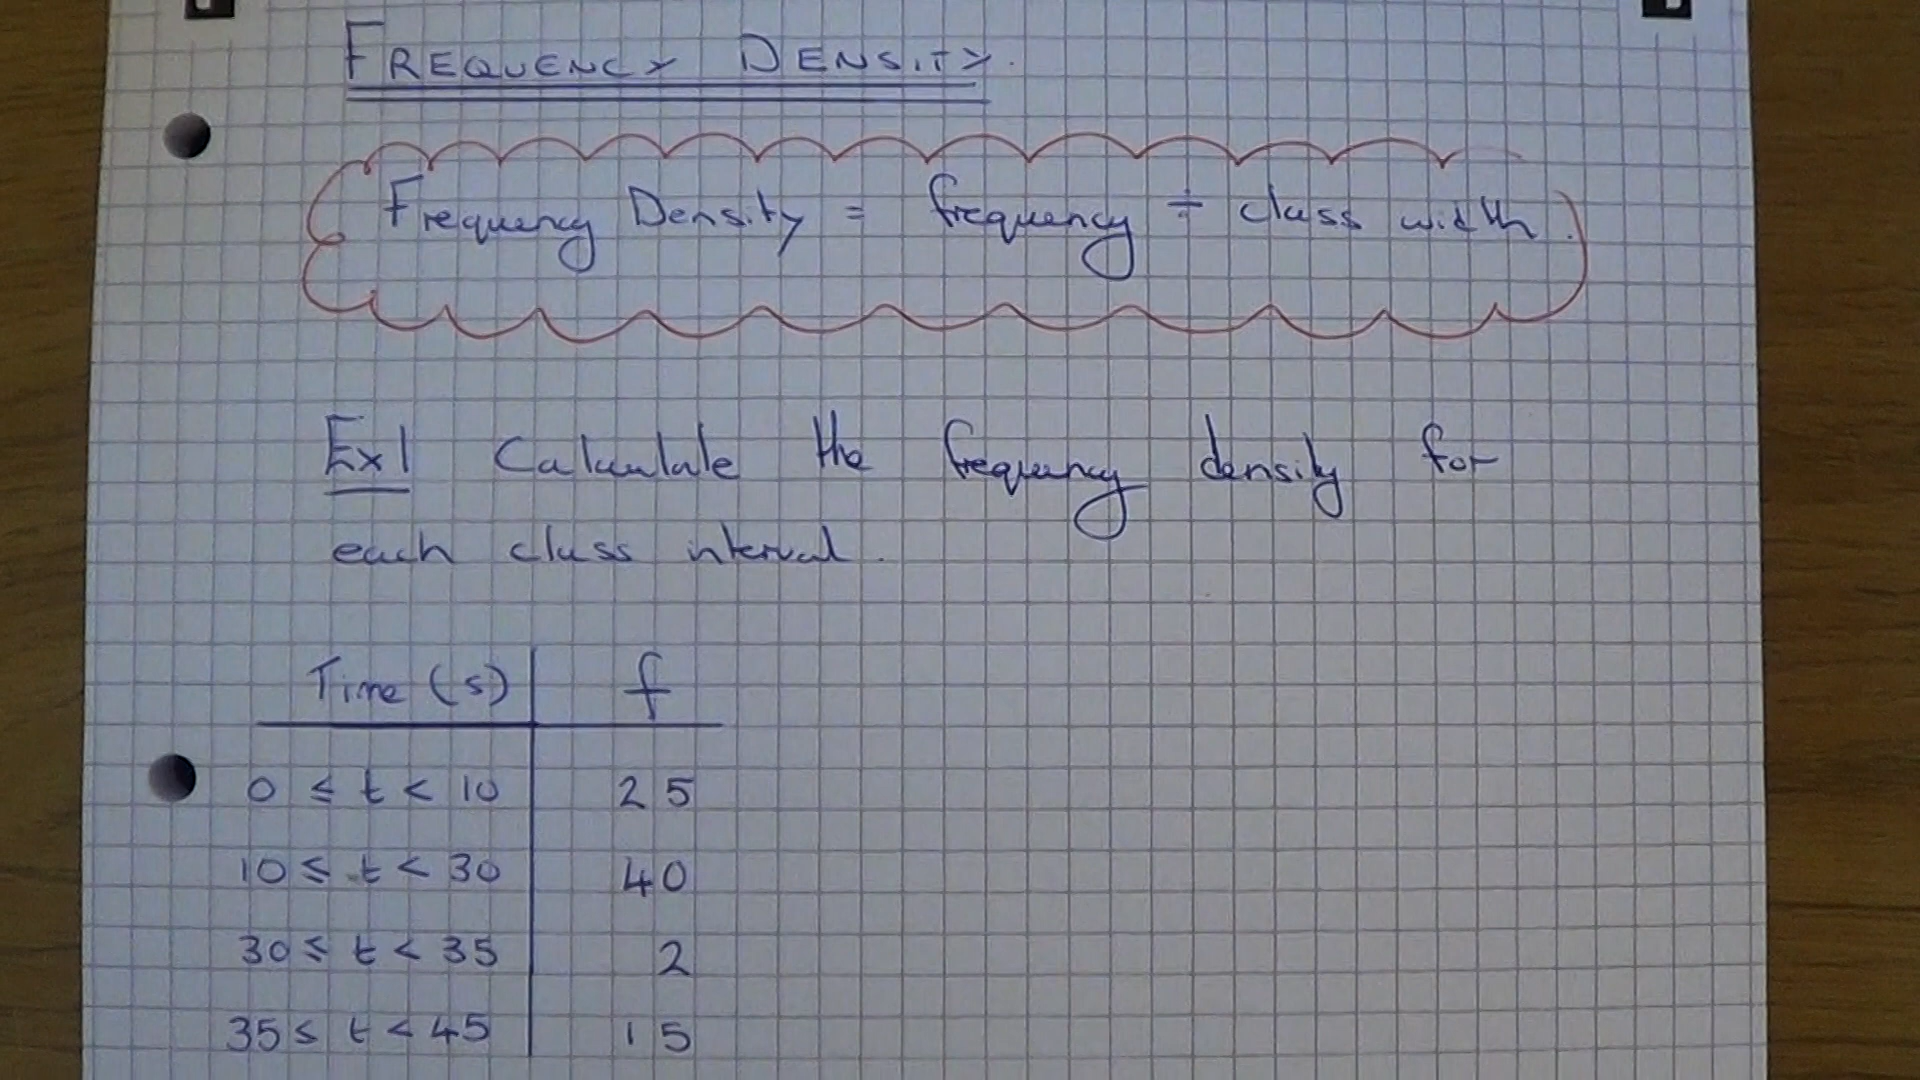 FREQUENCY DENSITY.
Frequency Density = frequency ÷ class width.
Ex1 Calculate the frequency density for
each class interval.
Time (s) f
0 ≤ t < 10 25
10 ≤ t < 30 40
30 ≤ t < 35 2
35 ≤ t < 45 15